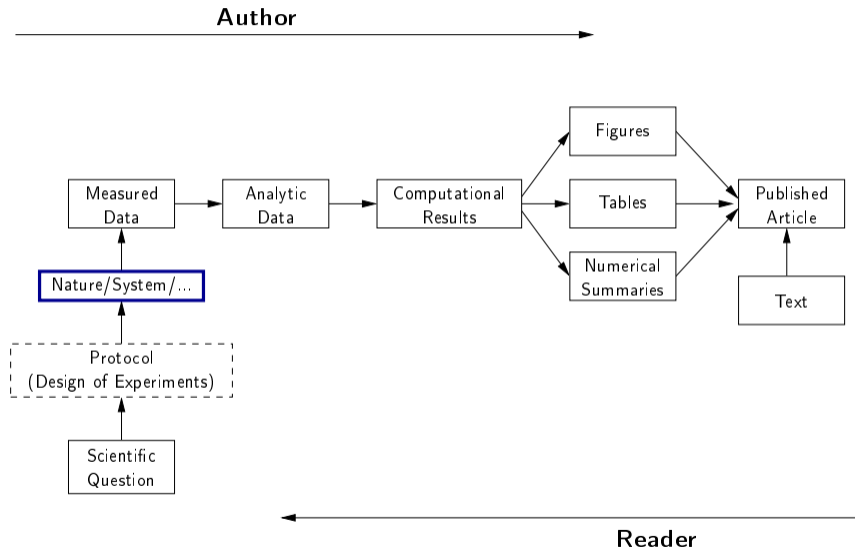 Author
Figures
Measured
Data
Analytic
Data
Computational
Results
Tables
Published
Article
Numerical
Summaries
Nature/System/...
Text
Protocol
(Design of Experiments)
Scientific
Question
Reader